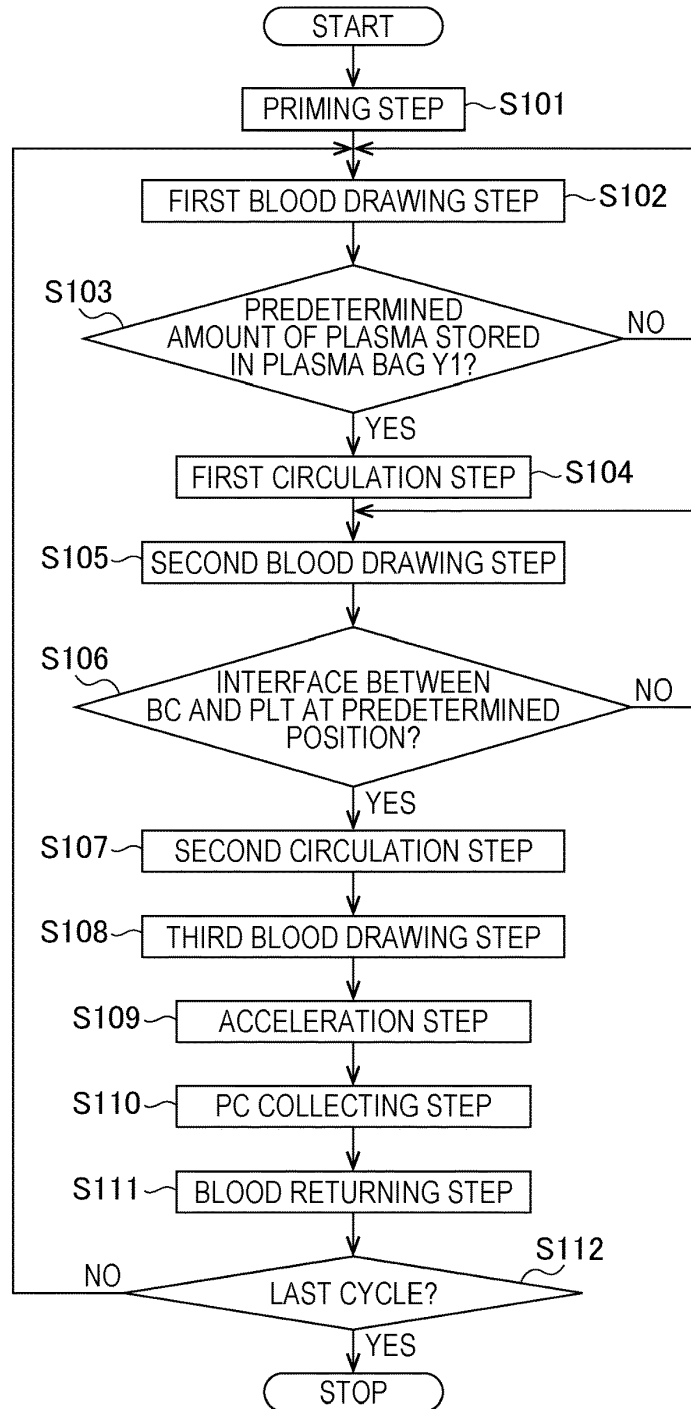 START
PRIMING STEP
S101
FIRST BLOOD DRAWING STEP
S102
S103
PREDETERMINED
AMOUNT OF PLASMA STORED
IN PLASMA BAG Y1?
NO
YES
FIRST CIRCULATION STEP
S104
S105
SECOND BLOOD DRAWING STEP
S106
INTERFACE BETWEEN
BC AND PLT AT PREDETERMINED
POSITION?
NO
YES
S107
SECOND CIRCULATION STEP
S108
THIRD BLOOD DRAWING STEP
S109
ACCELERATION STEP
S110
PC COLLECTING STEP
S111
BLOOD RETURNING STEP
S112
NO
LAST CYCLE?
YES
STOP